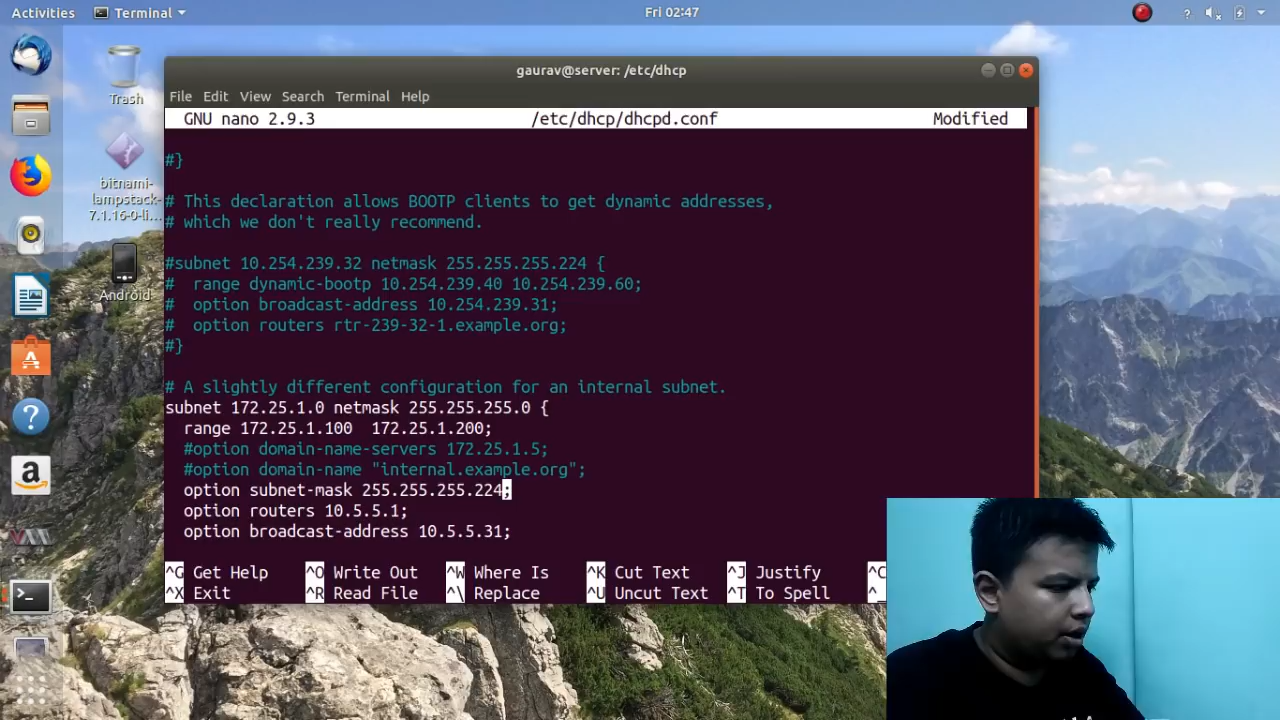 Activities
Terminal
Fri 02:47
?
Trash
bitnami-
lampstack-
7.1.16-0-li...
Android
gaurav@server: /etc/dhcp
File Edit View Search Terminal Help
GNU nano 2.9.3 /etc/dhcp/dhcpd.conf Modified
#}
# This declaration allows BOOTP clients to get dynamic addresses,
# which we don't really recommend.
#subnet 10.254.239.32 netmask 255.255.255.224 {
#  range dynamic-bootp 10.254.239.40 10.254.239.60;
#  option broadcast-address 10.254.239.31;
#  option routers rtr-239-32-1.example.org;
#}
# A slightly different configuration for an internal subnet.
subnet 172.25.1.0 netmask 255.255.255.0 {
  range 172.25.1.100  172.25.1.200;
  #option domain-name-servers 172.25.1.5;
  #option domain-name "internal.example.org";
  option subnet-mask 255.255.255.224;
  option routers 10.5.5.1;
  option broadcast-address 10.5.5.31;
^G Get Help ^O Write Out ^W Where Is ^K Cut Text ^J Justify ^C
^X Exit ^R Read File ^\ Replace ^U Uncut Text ^T To Spell ^_